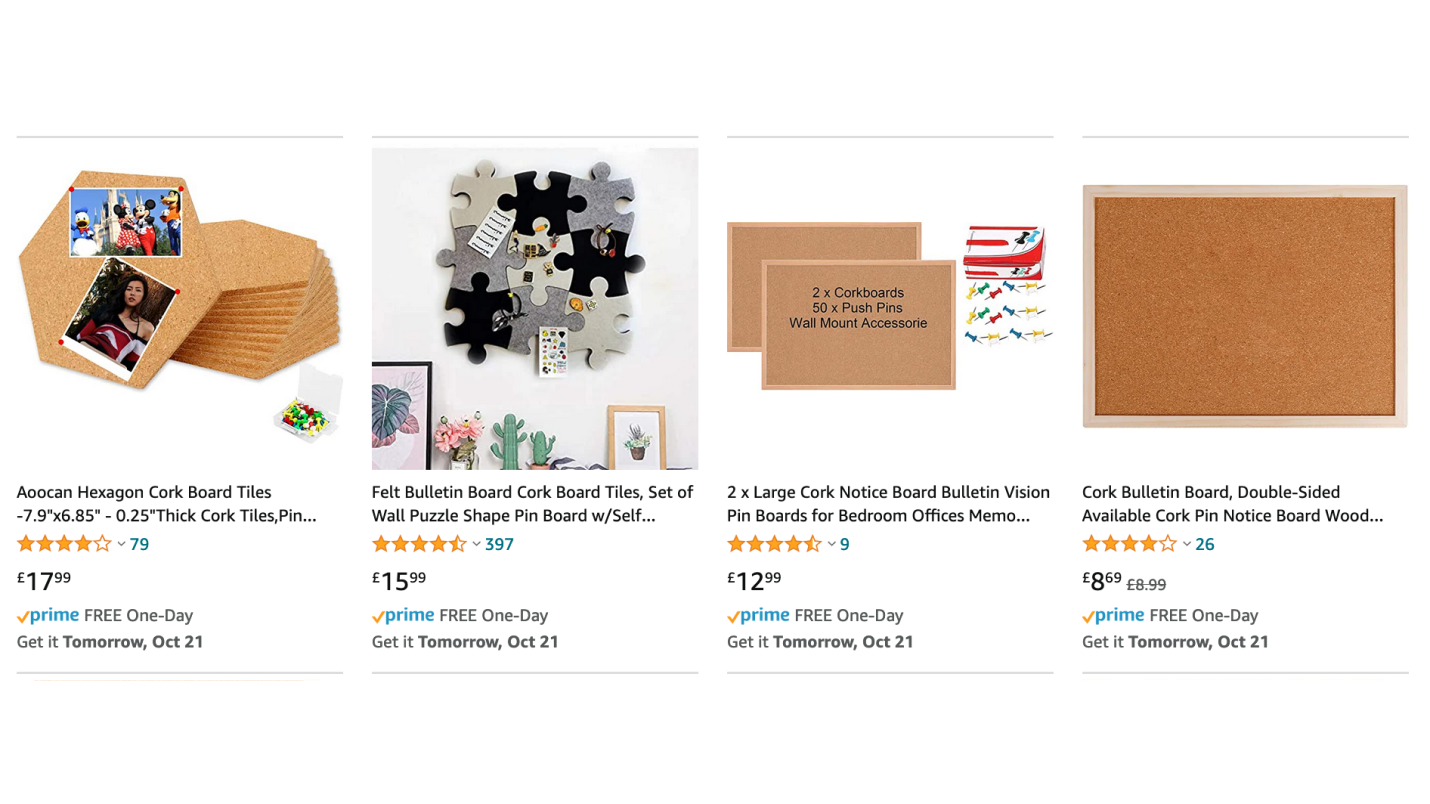 2 x Corkboards
50 x Push Pins
Wall Mount Accessorie
Aoocan Hexagon Cork Board Tiles
-7.9"x6.85" - 0.25"Thick Cork Tiles,Pin...
79
£17.99
prime FREE One-Day
Get it Tomorrow, Oct 21
Felt Bulletin Board Cork Board Tiles, Set of
Wall Puzzle Shape Pin Board w/Self...
397
£15.99
prime FREE One-Day
Get it Tomorrow, Oct 21
2 x Large Cork Notice Board Bulletin Vision
Pin Boards for Bedroom Offices Memo...
9
£12.99
prime FREE One-Day
Get it Tomorrow, Oct 21
Cork Bulletin Board, Double-Sided
Available Cork Pin Notice Board Wood...
26
£8.69 £8.99
prime FREE One-Day
Get it Tomorrow, Oct 21